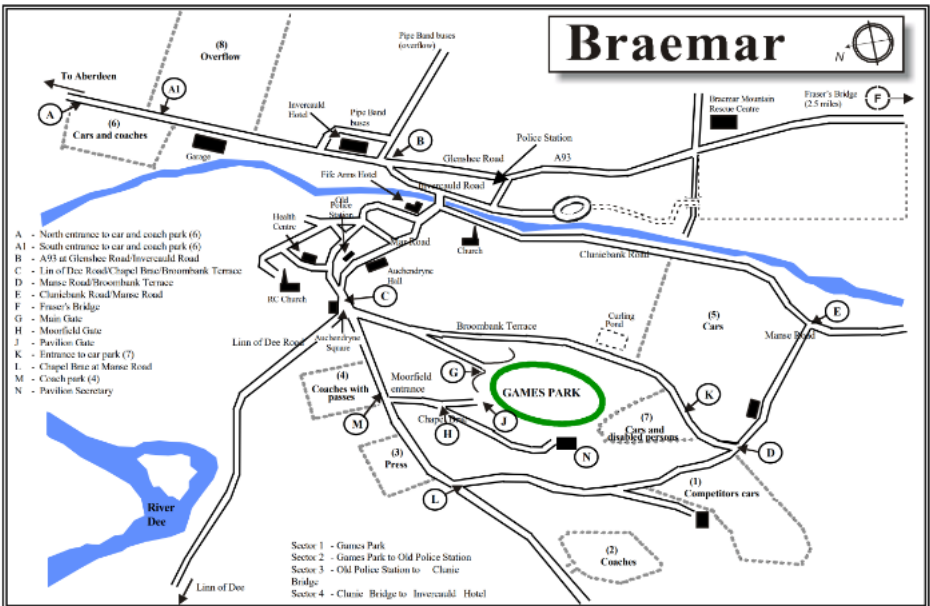 Braemar
N
(8)
Overflow
Pipe Band buses
(overflow)
To Aberdeen
A1
A
(6)
Cars and coaches
Invercauld
Hotel
Pipe Band
buses
B
Garage
Police Station
Glenshee Road
A93
Braemar Mountain
Rescue Centre
Fraser's Bridge
(2.5 miles)
F
Fife Arms Hotel
Invercauld Road
Old
Police
Station
Health
Centre
Mar Road
Church
Cluniebank Road
Auchendryne
Hall
RC Church
C
A - North entrance to car and coach park (6)
A1 - South entrance to car and coach park (6)
B - A93 at Glenshee Road/Invercauld Road
C - Lin of Dee Road/Chapel Brae/Broombank Terrace
D - Manse Road/Broombank Terrace
E - Cluniebank Road/Manse Road
F - Fraser's Bridge
G - Main Gate
H - Moorfield Gate
J - Pavilion Gate
K - Entrance to car park (7)
L - Chapel Brae at Manse Road
M - Coach park (4)
N - Pavilion Secretary
Linn of Dee Road
Auchendryne
Square
Broombank Terrace
Curling
Pond
(5)
Cars
E
Manse Road
(4)
Coaches with
passes
Moorfield
entrance
G
GAMES PARK
K
M
Chapel Brae
H
J
(7)
Cars and
disabled persons
N
D
(3)
Press
L
(1)
Competitors cars
River
Dee
(2)
Coaches
Linn of Dee
Sector 1 - Games Park
Sector 2 - Games Park to Old Police Station
Sector 3 - Old Police Station to Clunie
Bridge
Sector 4 - Clunie Bridge to Invercauld Hotel